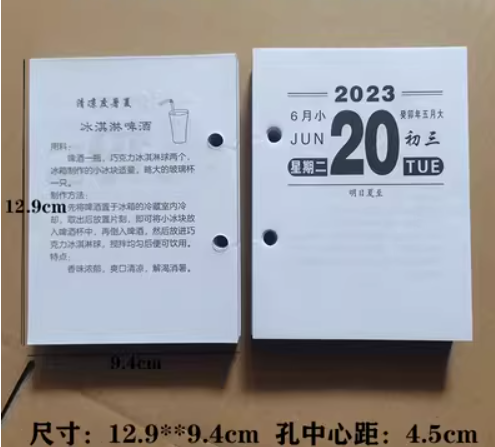 清凉度暑夏
冰淇淋啤酒
用料：
啤酒一瓶，巧克力冰淇淋球两个，
冰箱制作的小冰块适量，略大的玻璃杯
一只。
制作方法：
先将啤酒置于冰箱的冷藏室内冷
却，取出后放置片刻，即可将小冰块放
入啤酒杯中，再倒入啤酒，然后放进巧
克力冰淇淋球，搅拌均匀后便可饮用。
特点：
香味浓郁，爽口清凉，解渴消暑。
12.9cm
9.4cm
2023
6月小
JUN
星期二
20
癸卯年五月大
初三
TUE
明日夏至
尺寸：12.9**9.4cm 孔中心距：4.5cm